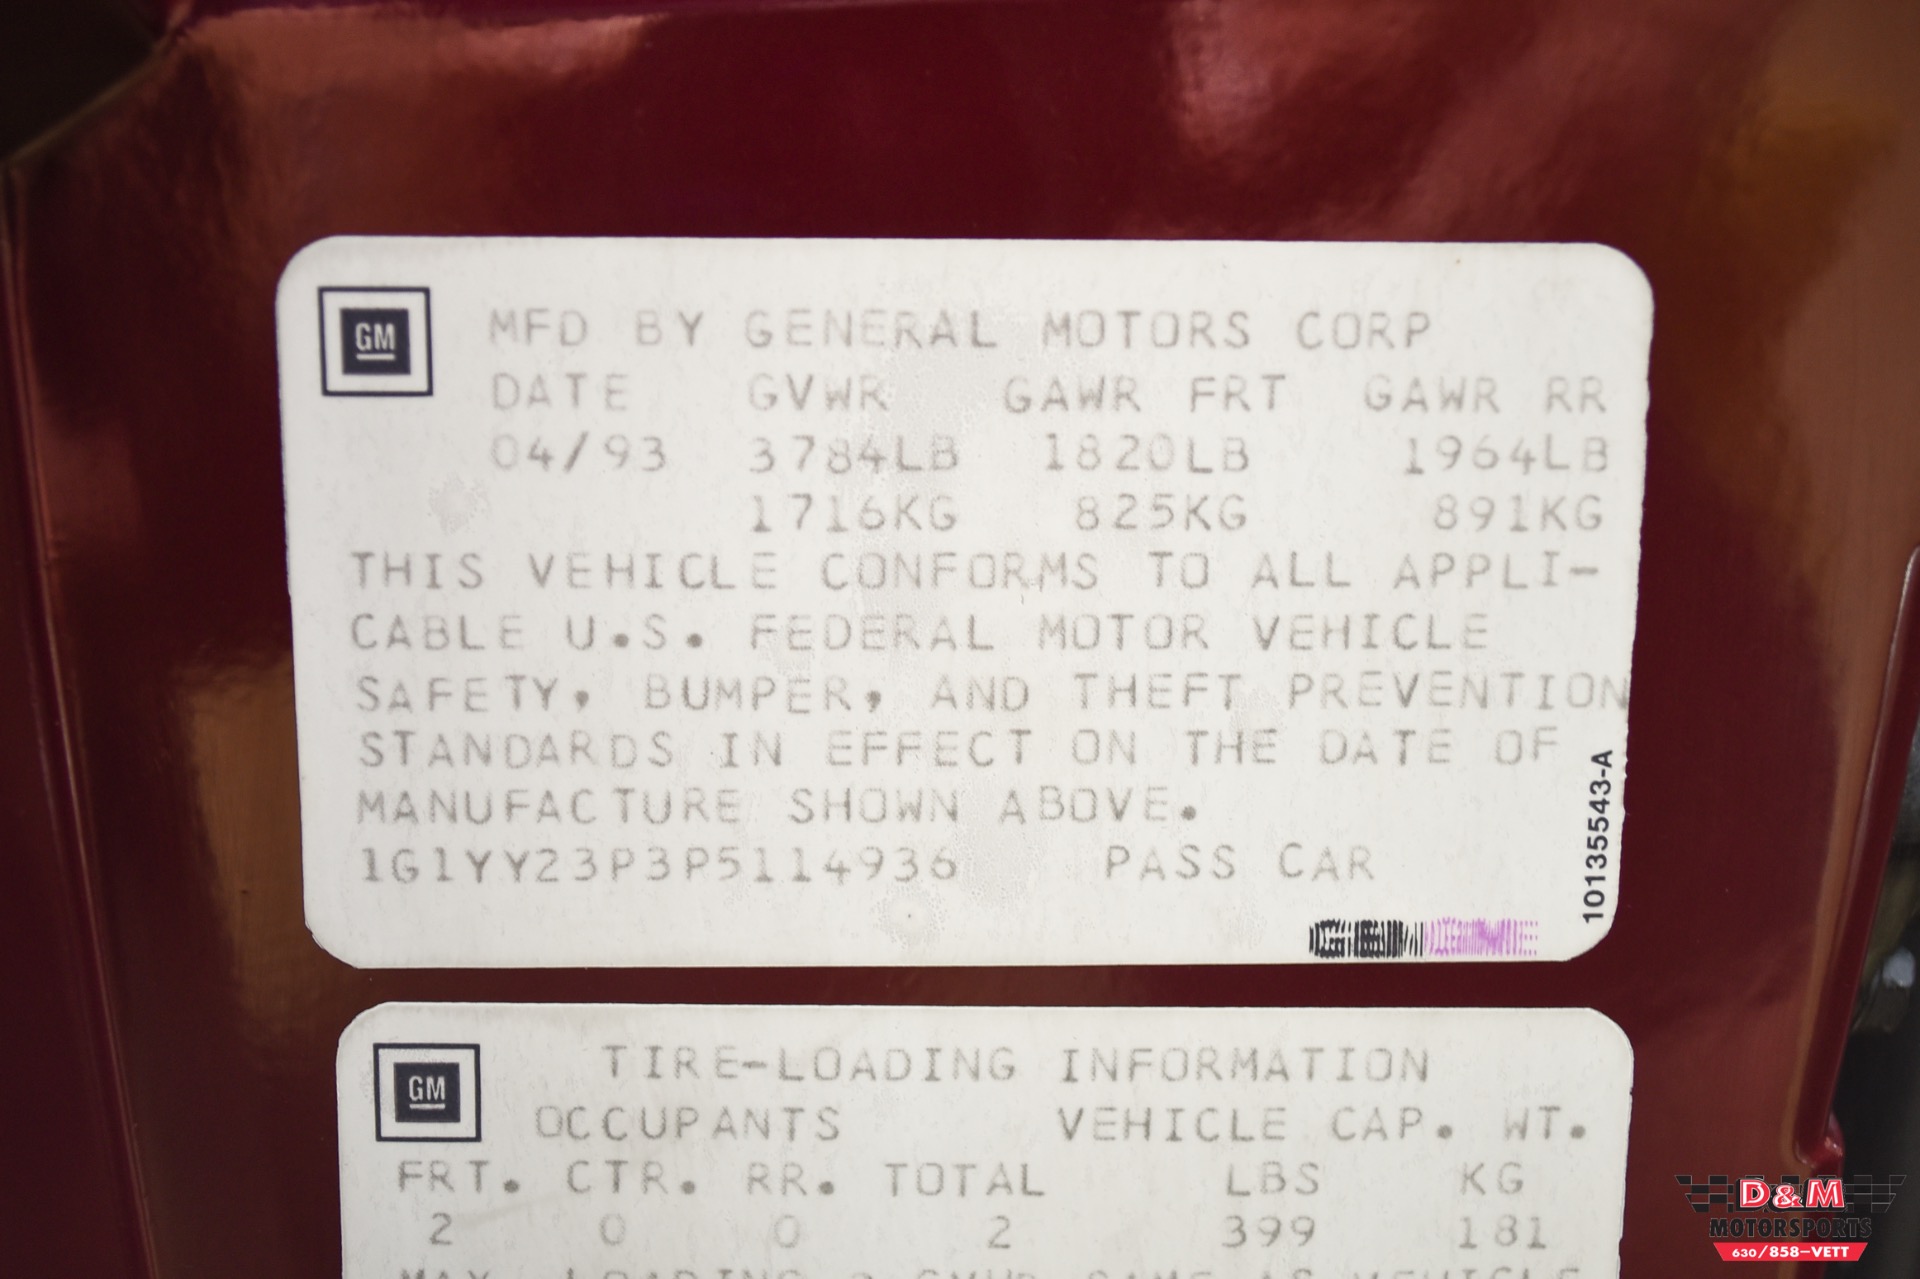 GM
MFD BY GENERAL MOTORS CORP
DATE GVWR GAWR FRT GAWR RR
04/93 3784LB 1820LB 1964LB
1716KG 825KG 891KG
THIS VEHICLE CONFORMS TO ALL APPLI-
CABLE U.S. FEDERAL MOTOR VEHICLE
SAFETY, BUMPER, AND THEFT PREVENTION
STANDARDS IN EFFECT ON THE DATE OF
MANUFACTURE SHOWN ABOVE.
1G1YY23P3P5114936 PASS CAR
10135543-A
GM
TIRE-LOADING INFORMATION
OCCUPANTS VEHICLE CAP. WT.
FRT. CTR. RR. TOTAL LBS KG
2 0 0 2 399 181
D&M
MOTORSPORTS
630/858-VETT